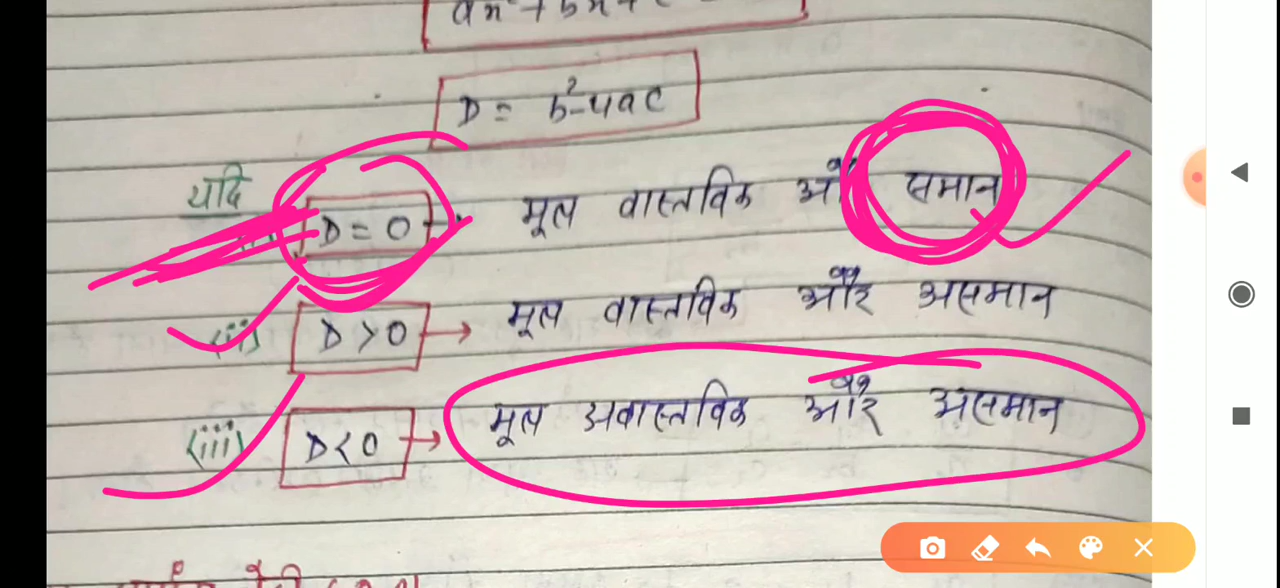 D = b²-4ac
यदि
D = 0 → मूल वास्तविक और समान
(ii) D > 0 → मूल वास्तविक और असमान
(iii) D < 0 → मूल अवास्तविक और असमान